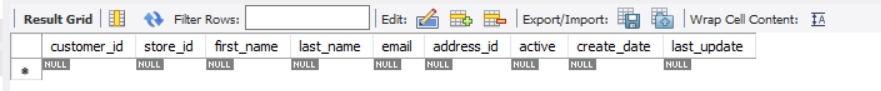 Result Grid Filter Rows: Edit: Export/Import: Wrap Cell Content: IA
customer_id store_id first_name last_name email address_id active create_date last_update
NULL NULL NULL NULL NULL NULL NULL NULL NULL